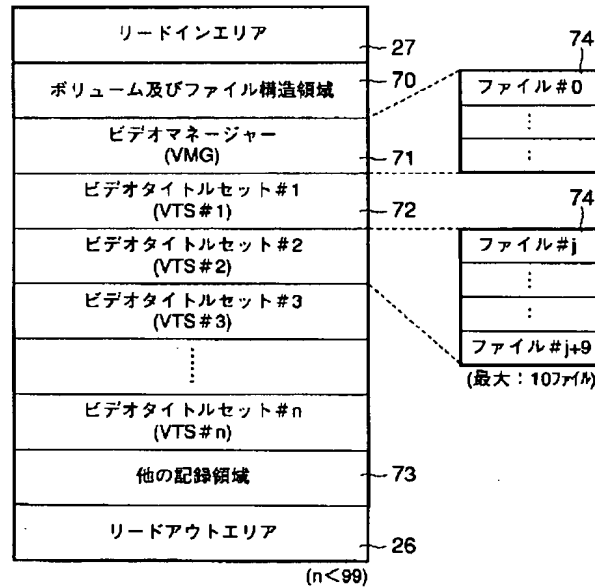 リードインエリア
27
ボリューム及びファイル構造領域
70
ビデオマネージャー
(VMG)
71
ビデオタイトルセット#1
(VTS#1)
72
ビデオタイトルセット#2
(VTS#2)
ビデオタイトルセット#3
(VTS#3)
ビデオタイトルセット#n
(VTS#n)
他の記録領域
73
リードアウトエリア
26
(n<99)
74
ファイル#0
74
ファイル#j
ファイル#j+9
(最大:10ファイル)